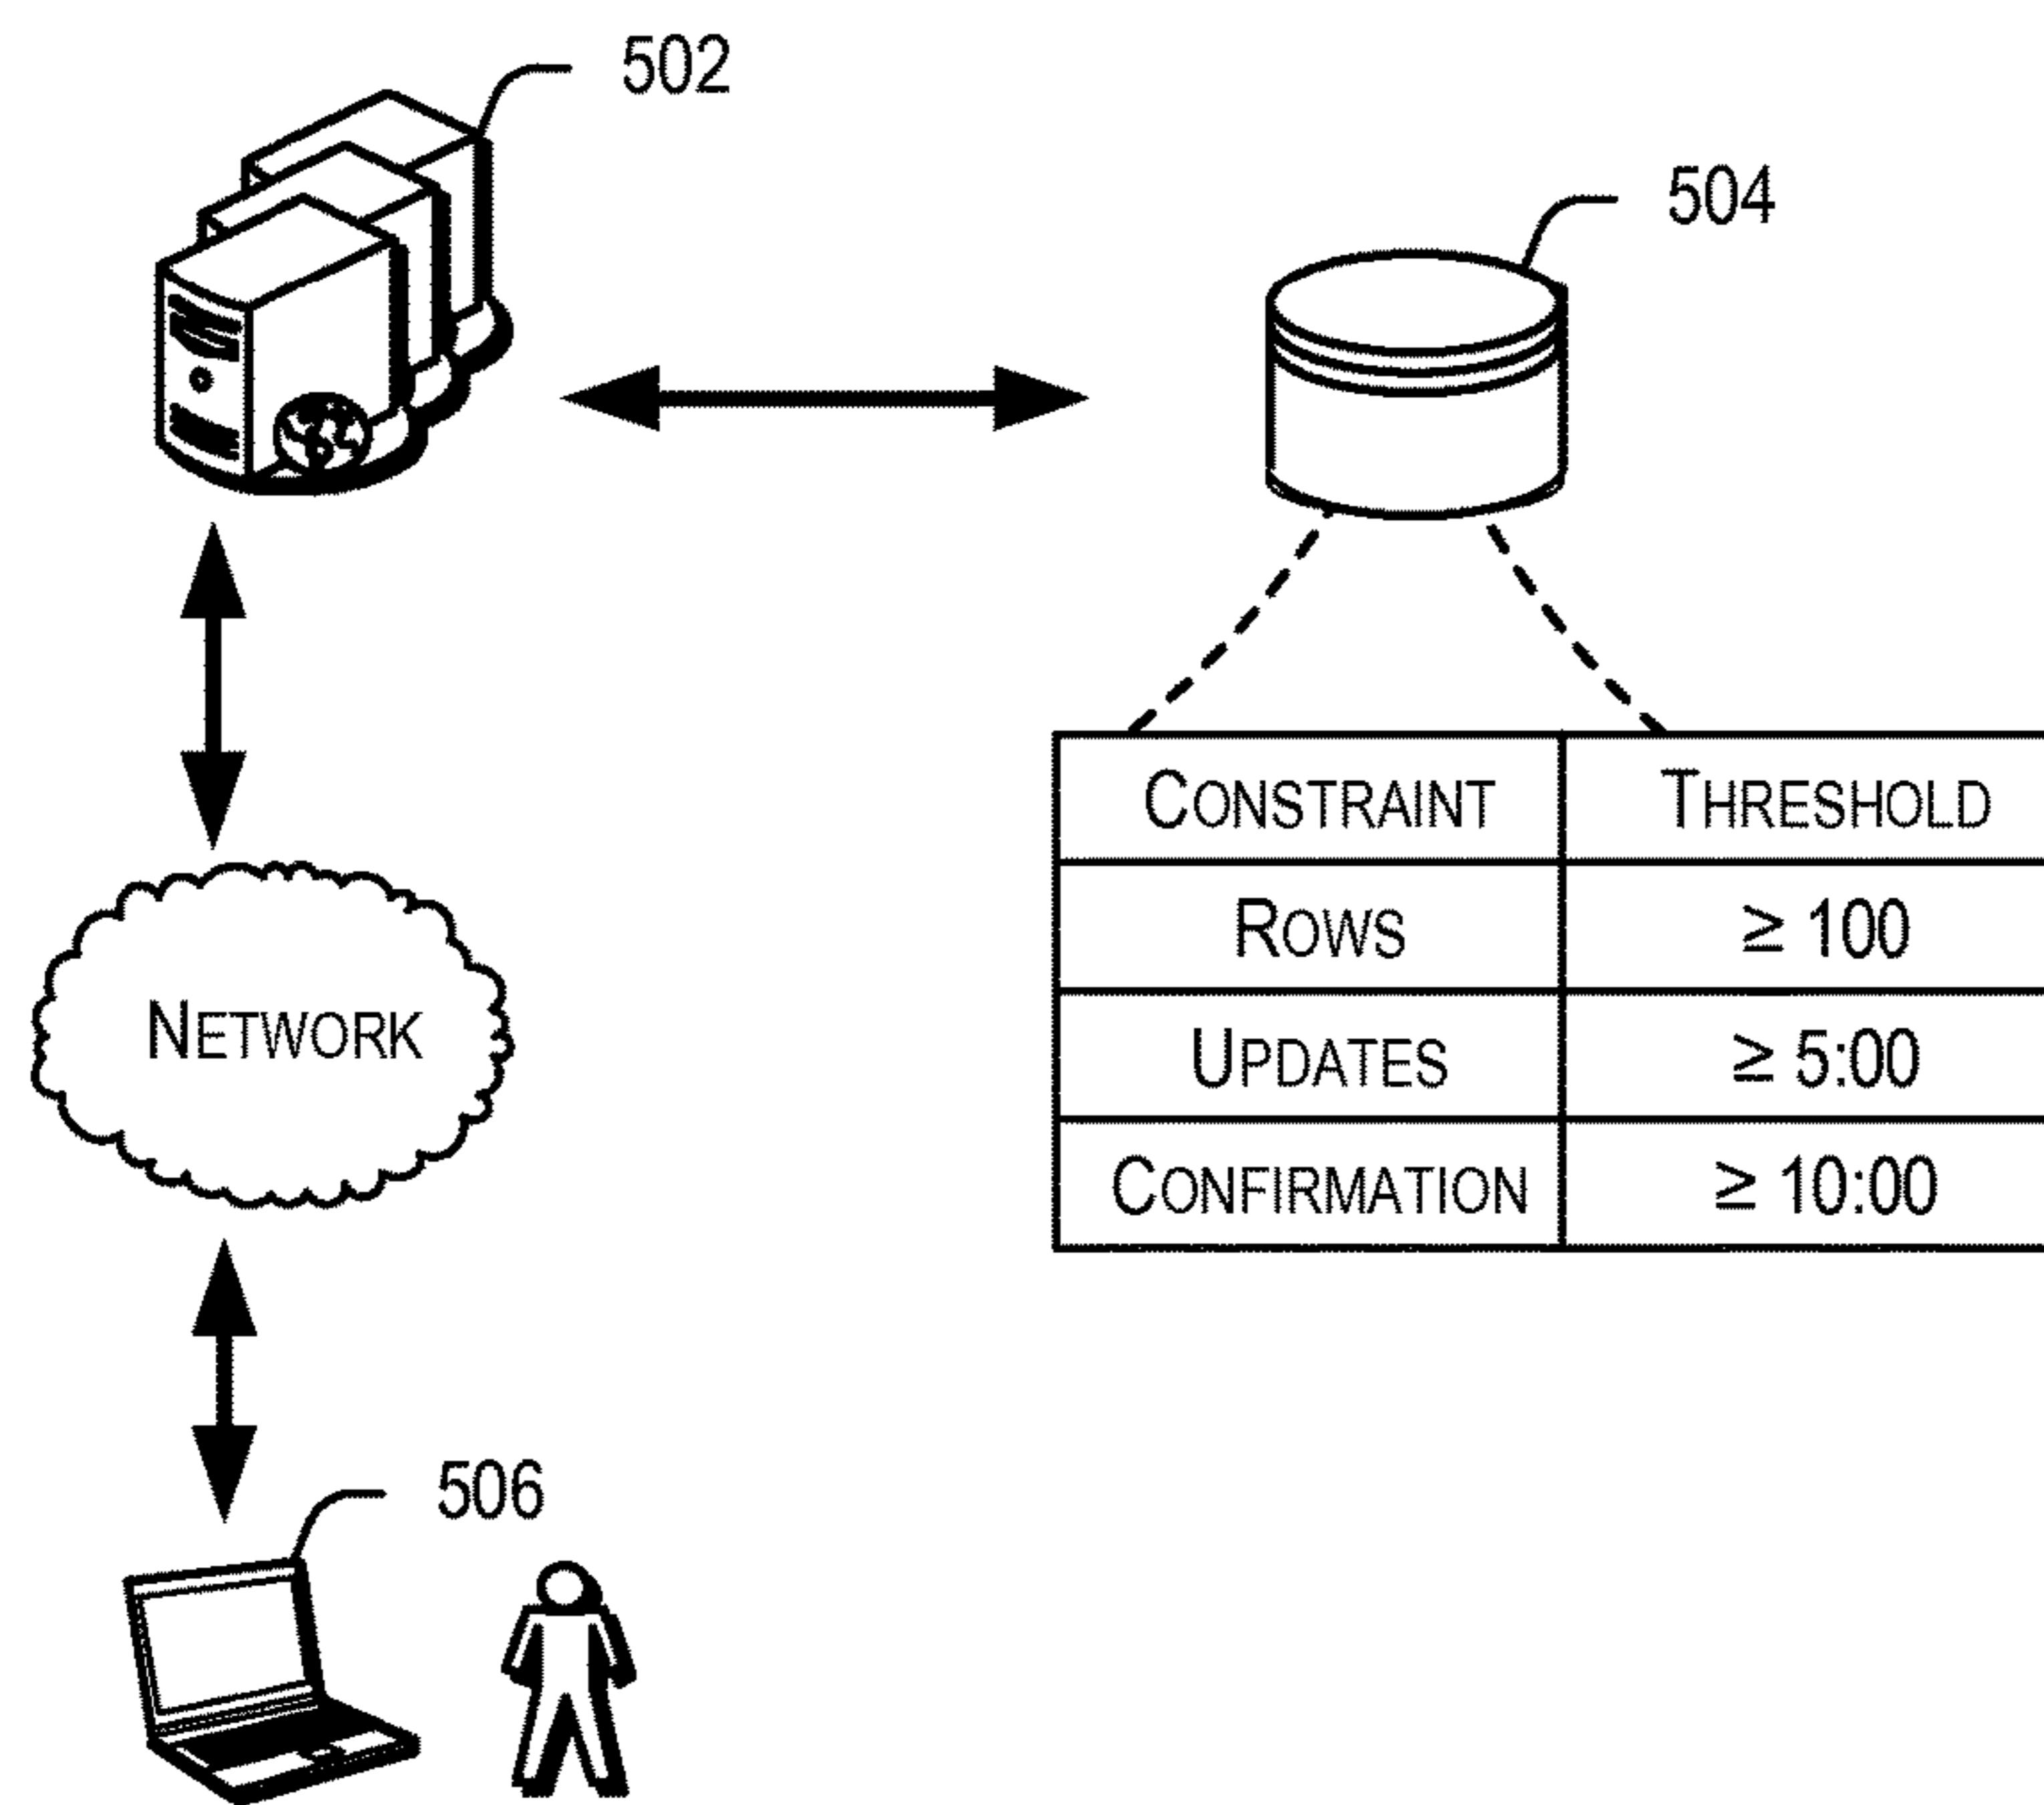 502
504
CONSTRAINT THRESHOLD
ROWS ≥ 100
NETWORK
UPDATES ≥ 5:00
CONFIRMATION ≥ 10:00
506